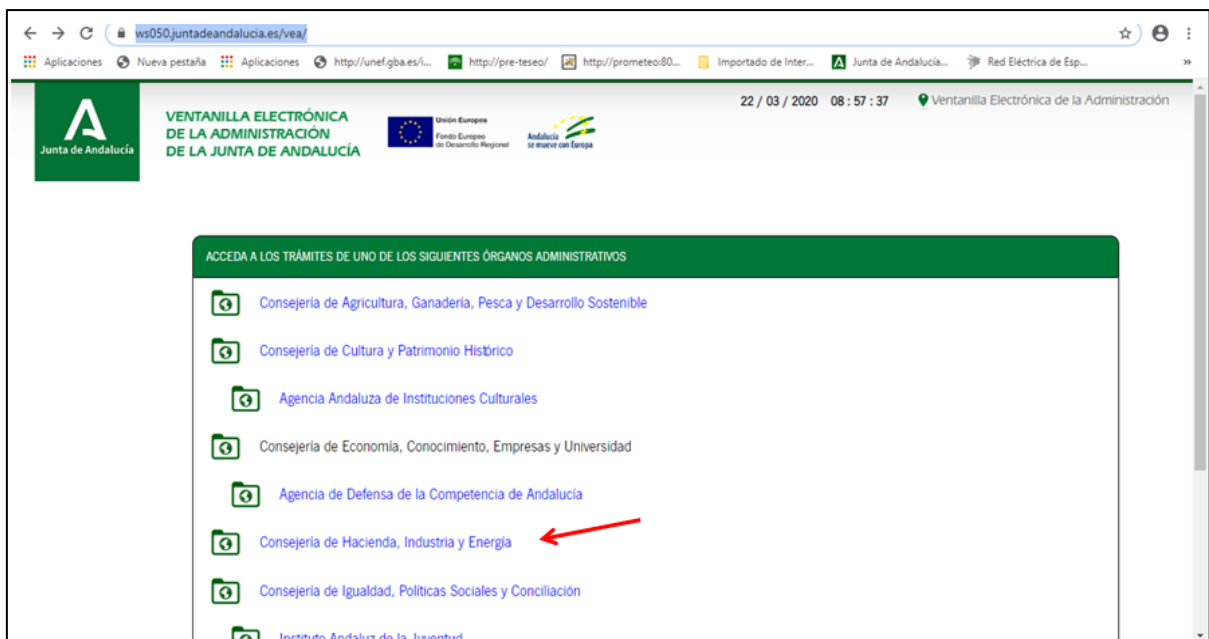 ws050.juntadeandalucia.es/vea/
Aplicaciones Nueva pestaña Aplicaciones http://unef.gba.es/i... http://pre-teseo/ http://prometeo:80... Importado de Inter... Junta de Andalucía... Red Eléctrica de Esp... »
22 / 03 / 2020 08 : 57 : 37 Ventanilla Electrónica de la Administración
Junta de Andalucía
VENTANILLA ELECTRÓNICA
DE LA ADMINISTRACIÓN
DE LA JUNTA DE ANDALUCÍA
Unión Europea
Fondo Europeo
de Desarrollo Regional
Andalucía
se mueve con Europa
ACCEDA A LOS TRÁMITES DE UNO DE LOS SIGUIENTES ÓRGANOS ADMINISTRATIVOS
Consejería de Agricultura, Ganadería, Pesca y Desarrollo Sostenible
Consejería de Cultura y Patrimonio Histórico
Agencia Andaluza de Instituciones Culturales
Consejería de Economía, Conocimiento, Empresas y Universidad
Agencia de Defensa de la Competencia de Andalucía
Consejería de Hacienda, Industria y Energía
Consejería de Igualdad, Políticas Sociales y Conciliación
Instituto Andaluz de la Juventud